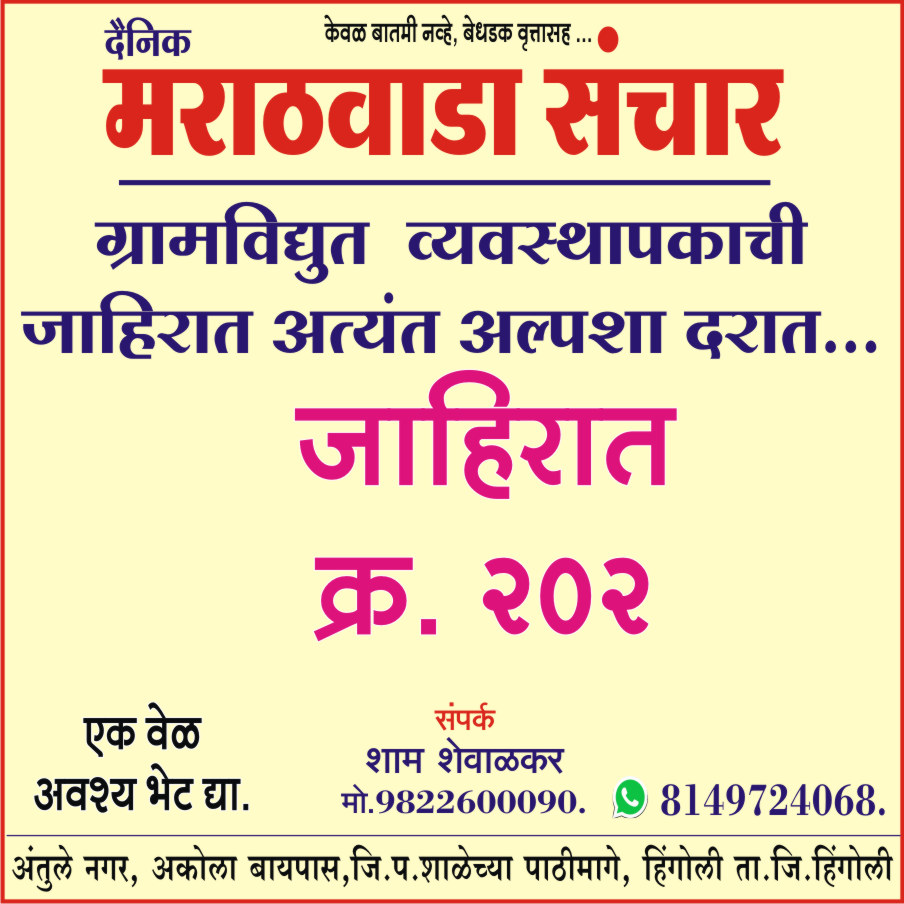 केवळ बातमी नव्हे, बेधडक वृत्तासह ...
दैनिक
मराठवाडा संचार
ग्रामविद्युत व्यवस्थापकाची
जाहिरात अत्यंत अल्पशा दरात...
जाहिरात
क्र. २०२
एक वेळ
अवश्य भेट द्या.
संपर्क
शाम शेवाळकर
मो.9822600090.
8149724068.
अंतुले नगर, अकोला बायपास,जि.प.शाळेच्या पाठीमागे, हिंगोली ता.जि.हिंगोली